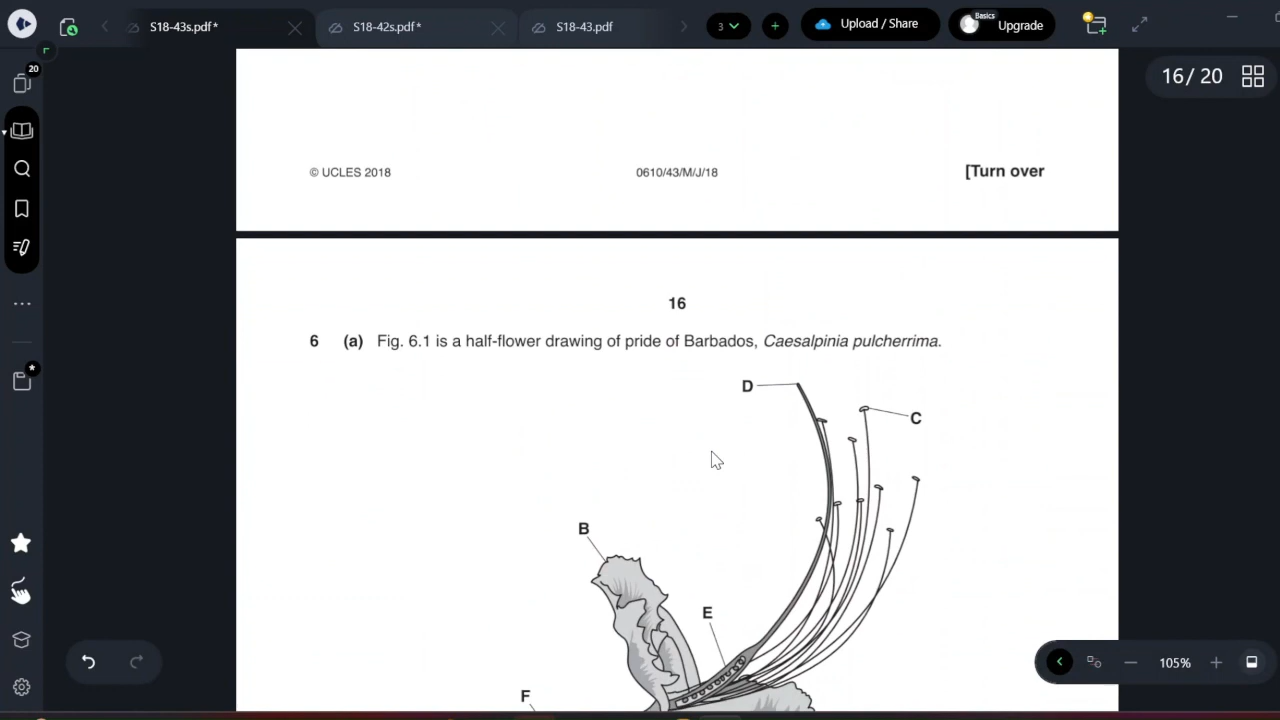 S18-43s.pdf*
S18-42s.pdf*
S18-43.pdf
3
Upload / Share
Basics
Upgrade
20
16/ 20
© UCLES 2018
0610/43/M/J/18
[Turn over
16
6 (a) Fig. 6.1 is a half-flower drawing of pride of Barbados, Caesalpinia pulcherrima.
D
C
B
E
F
105%